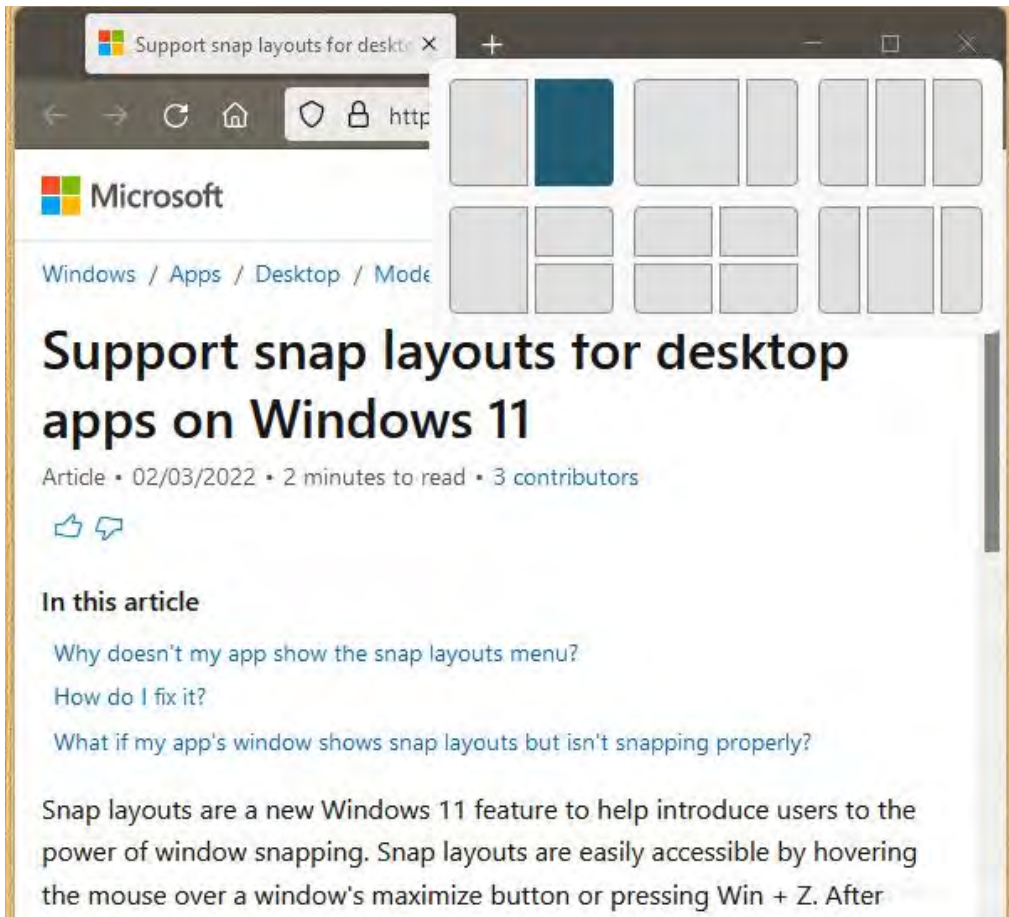 Support snap layouts for deskt
http
Microsoft
Windows / Apps / Desktop / Mode
Support snap layouts for desktop
apps on Windows 11
Article • 02/03/2022 • 2 minutes to read • 3 contributors
In this article
Why doesn't my app show the snap layouts menu?
How do I fix it?
What if my app's window shows snap layouts but isn't snapping properly?
Snap layouts are a new Windows 11 feature to help introduce users to the
power of window snapping. Snap layouts are easily accessible by hovering
the mouse over a window's maximize button or pressing Win + Z. After